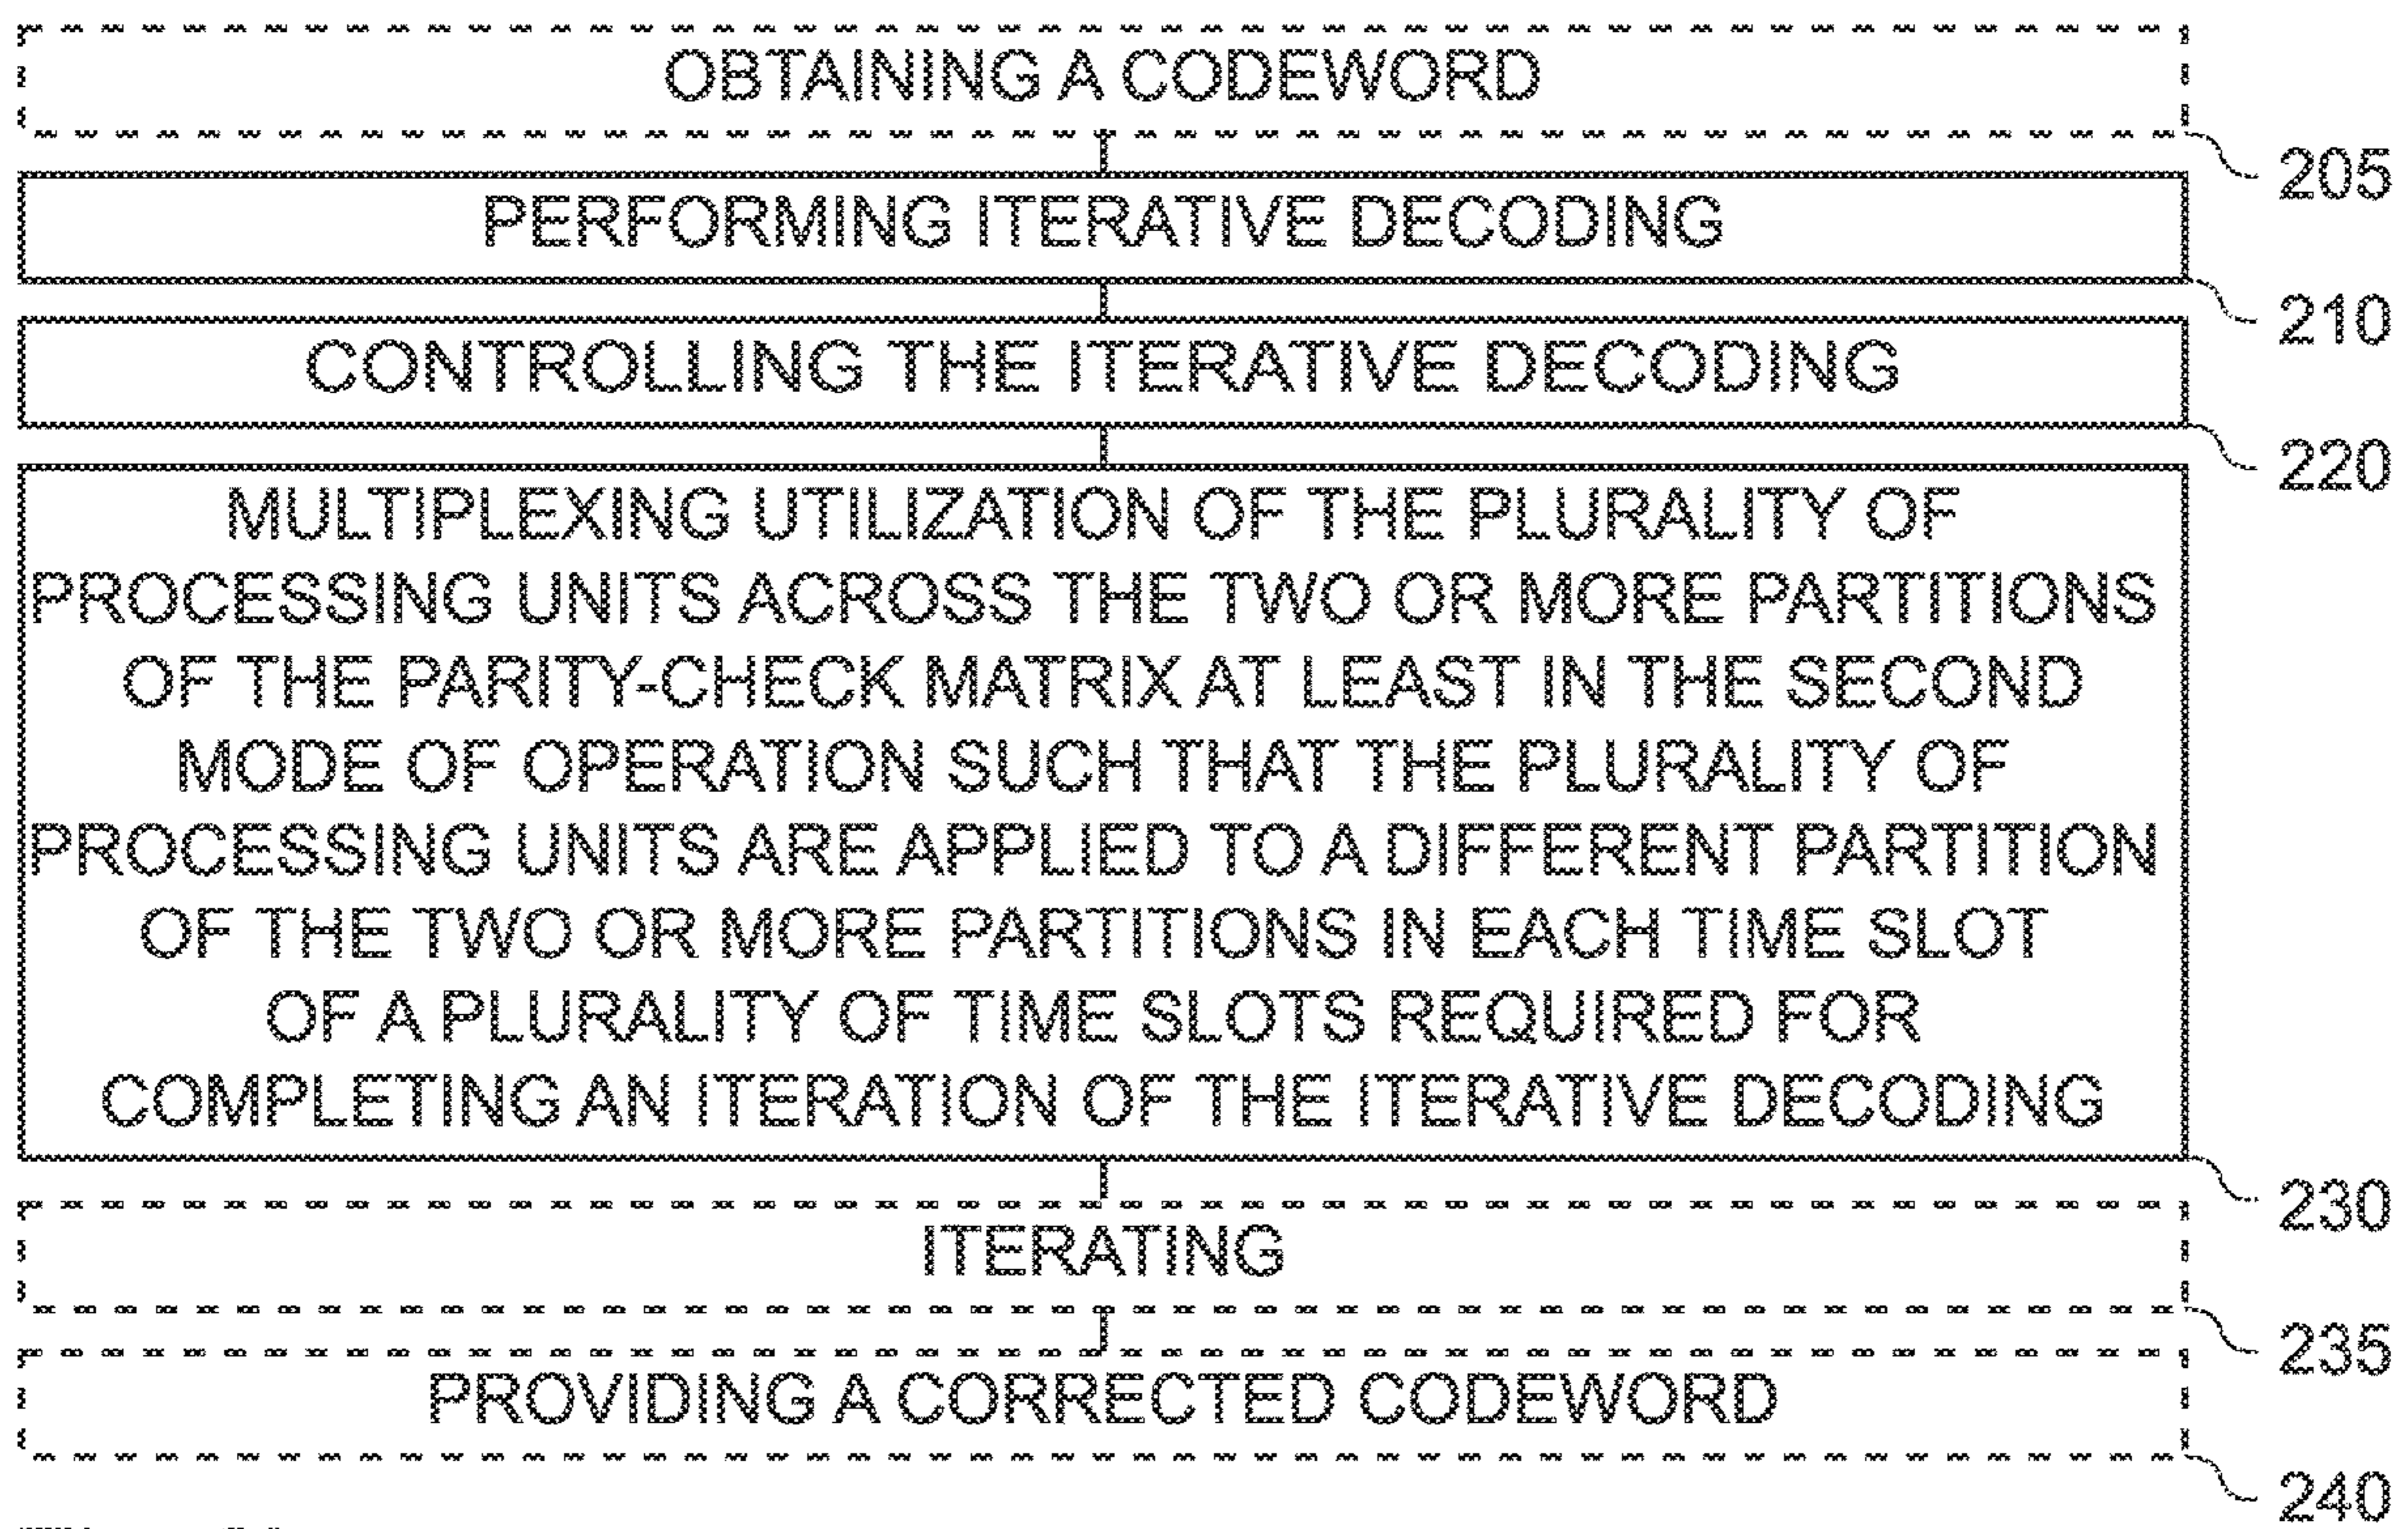 OBTAINING A CODEWORD
205
PERFORMING ITERATIVE DECODING
210
CONTROLLING THE ITERATIVE DECODING
220
MULTIPLEXING UTILIZATION OF THE PLURALITY OF
PROCESSING UNITS ACROSS THE TWO OR MORE PARTITIONS
OF THE PARITY-CHECK MATRIX AT LEAST IN THE SECOND
MODE OF OPERATION SUCH THAT THE PLURALITY OF
PROCESSING UNITS ARE APPLIED TO A DIFFERENT PARTITION
OF THE TWO OR MORE PARTITIONS IN EACH TIME SLOT
OF A PLURALITY OF TIME SLOTS REQUIRED FOR
COMPLETING AN ITERATION OF THE ITERATIVE DECODING
230
ITERATING
235
PROVIDING A CORRECTED CODEWORD
240